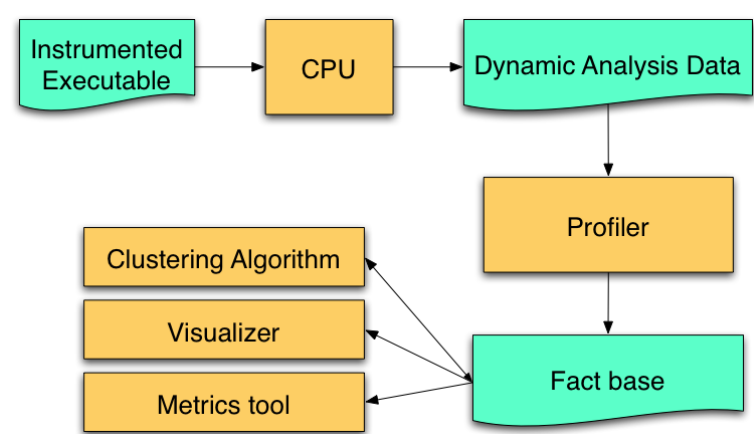 Instrumented
Executable
CPU
Dynamic Analysis Data
Profiler
Clustering Algorithm
Visualizer
Fact base
Metrics tool